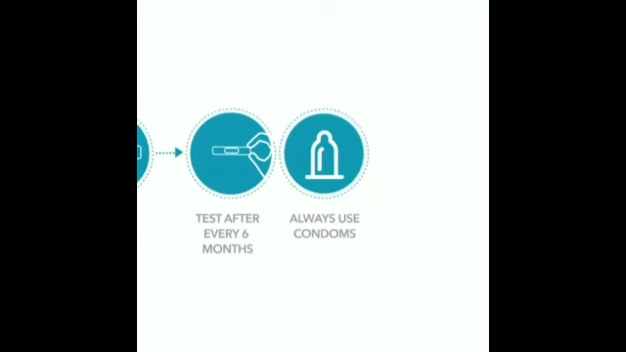 TEST AFTER
EVERY 6
MONTHS
ALWAYS USE
CONDOMS